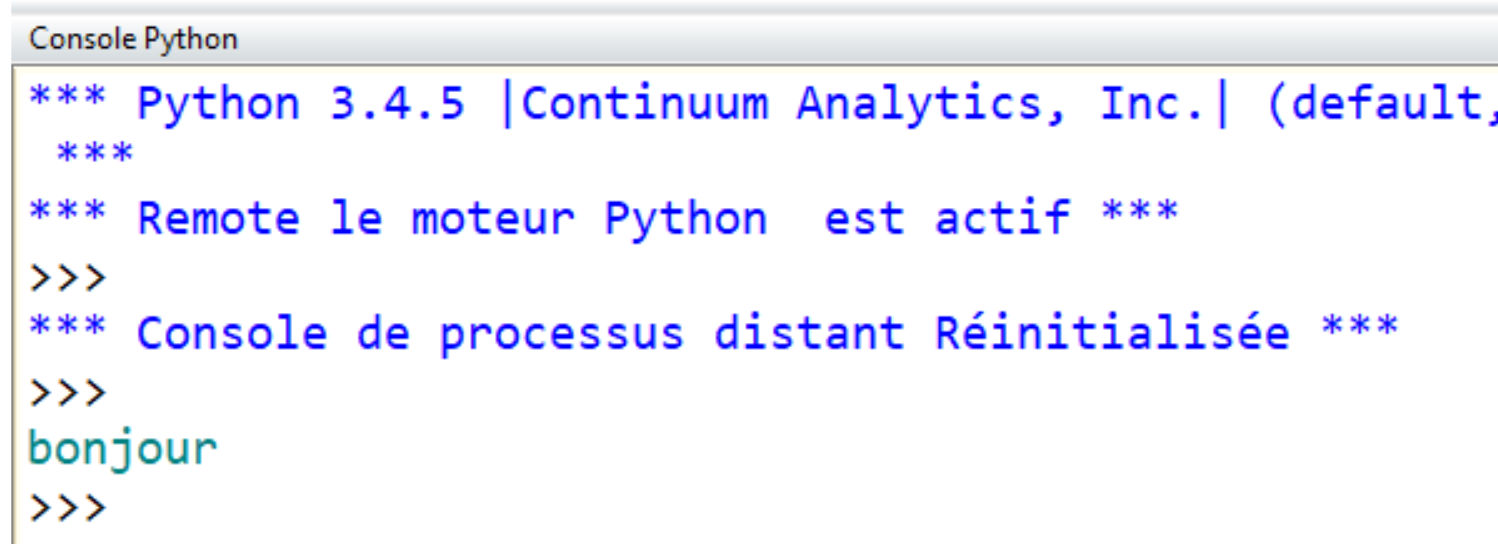 Console Python
*** Python 3.4.5 |Continuum Analytics, Inc.| (default,
***
*** Remote le moteur Python  est actif ***
>>>
*** Console de processus distant Réinitialisée ***
>>>
bonjour
>>>